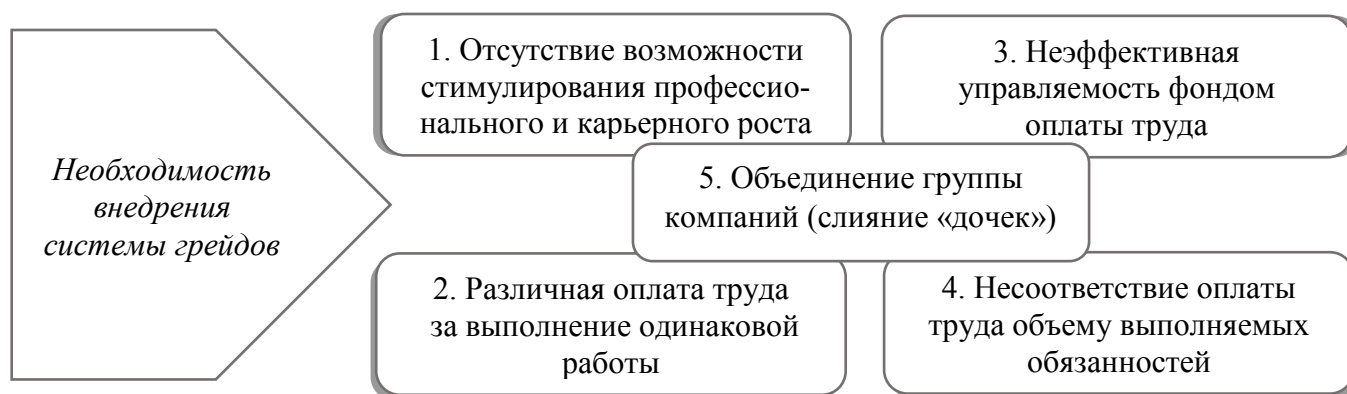 Необходимость
внедрения
системы грейдов
1. Отсутствие возможности
стимулирования профессио-
нального и карьерного роста
3. Неэффективная
управляемость фондом
оплаты труда
5. Объединение группы
компаний (слияние «дочек»)
2. Различная оплата труда
за выполнение одинаковой
работы
4. Несоответствие оплаты
труда объему выполняемых
обязанностей